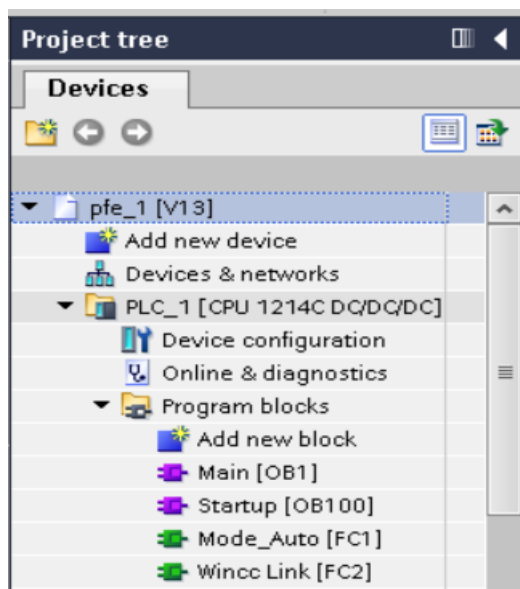 Project tree
Devices
pfe_1 [V13]
Add new device
Devices & networks
PLC_1 [CPU 1214C DC/DC/DC]
Device configuration
Online & diagnostics
Program blocks
Add new block
Main [OB1]
Startup [OB100]
Mode_Auto [FC1]
Wincc Link [FC2]